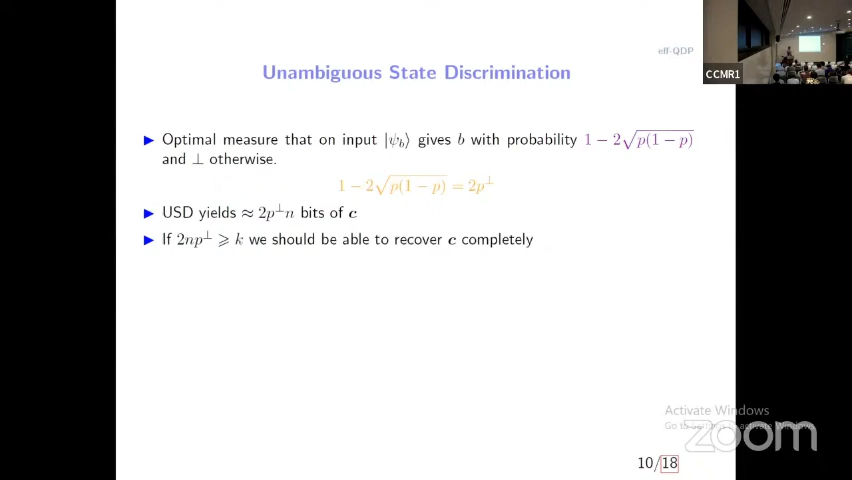 eff-QDP
CCMR1
Unambiguous State Discrimination
▶ Optimal measure that on input |ψ_b⟩ gives b with probability 1 − 2√(p(1 − p))
and ⊥ otherwise.
1 − 2√(p(1 − p)) = 2p^⊥
▶ USD yields ≈ 2p^⊥n bits of c
▶ If 2np^⊥ ⩾ k we should be able to recover c completely
Activate Windows
zoom
10/18